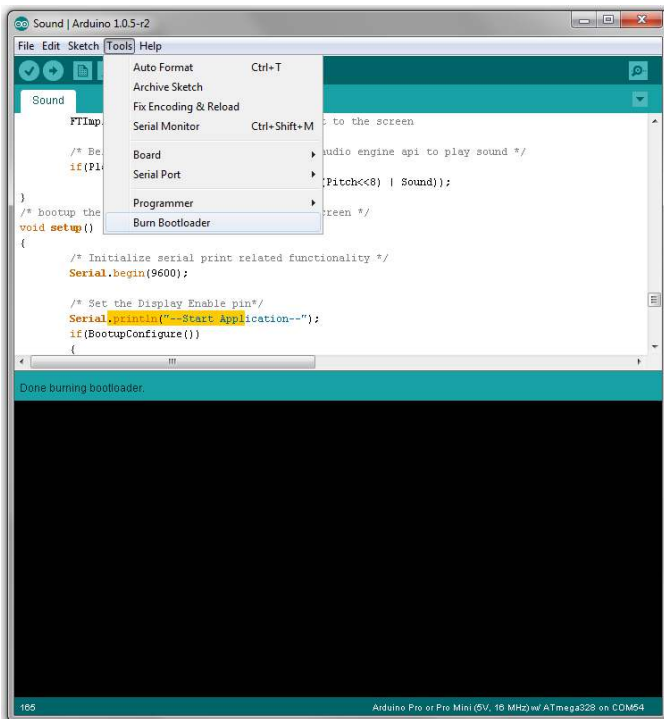 Sound | Arduino 1.0.5-r2
File Edit Sketch Tools Help
Auto Format Ctrl+T
Archive Sketch
Fix Encoding & Reload
Serial Monitor Ctrl+Shift+M
Board
Serial Port
Programmer
Burn Bootloader
Sound
FTImp to the screen
/* Be udio engine api to play sound */
if(Pl
Pitch<<8) | Sound));
}
/* bootup the reen */
void setup()
{
/* Initialize serial print related functionality */
Serial.begin(9600);
/* Set the Display Enable pin*/
Serial.println("--Start Application--");
if(BootupConfigure())
{
Done burning bootloader.
165 Arduino Pro or Pro Mini (5V, 16 MHz) w/ ATmega328 on COM54